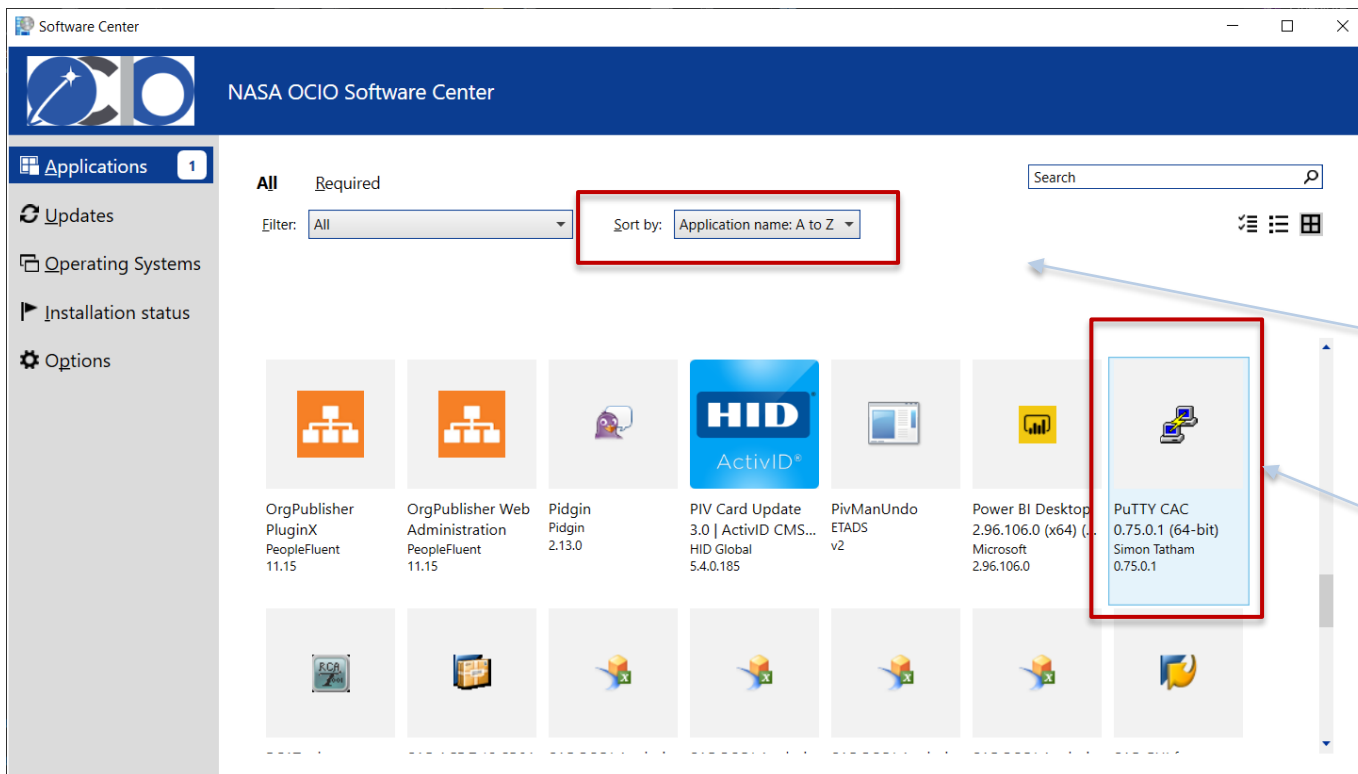 Software Center
CIO
NASA OCIO Software Center
Applications 1
Updates
Operating Systems
Installation status
Options
All Required
Search
Filter: All
Sort by: Application name: A to Z
HID
ActivID®
OrgPublisher
PluginX
PeopleFluent
11.15
OrgPublisher Web
Administration
PeopleFluent
11.15
Pidgin
Pidgin
2.13.0
PIV Card Update
3.0 | ActivID CMS...
HID Global
5.4.0.185
PivManUndo
ETADS
v2
Power BI Desktop
2.96.106.0 (x64) (...
Microsoft
2.96.106.0
PuTTY CAC
0.75.0.1 (64-bit)
Simon Tatham
0.75.0.1
RCA